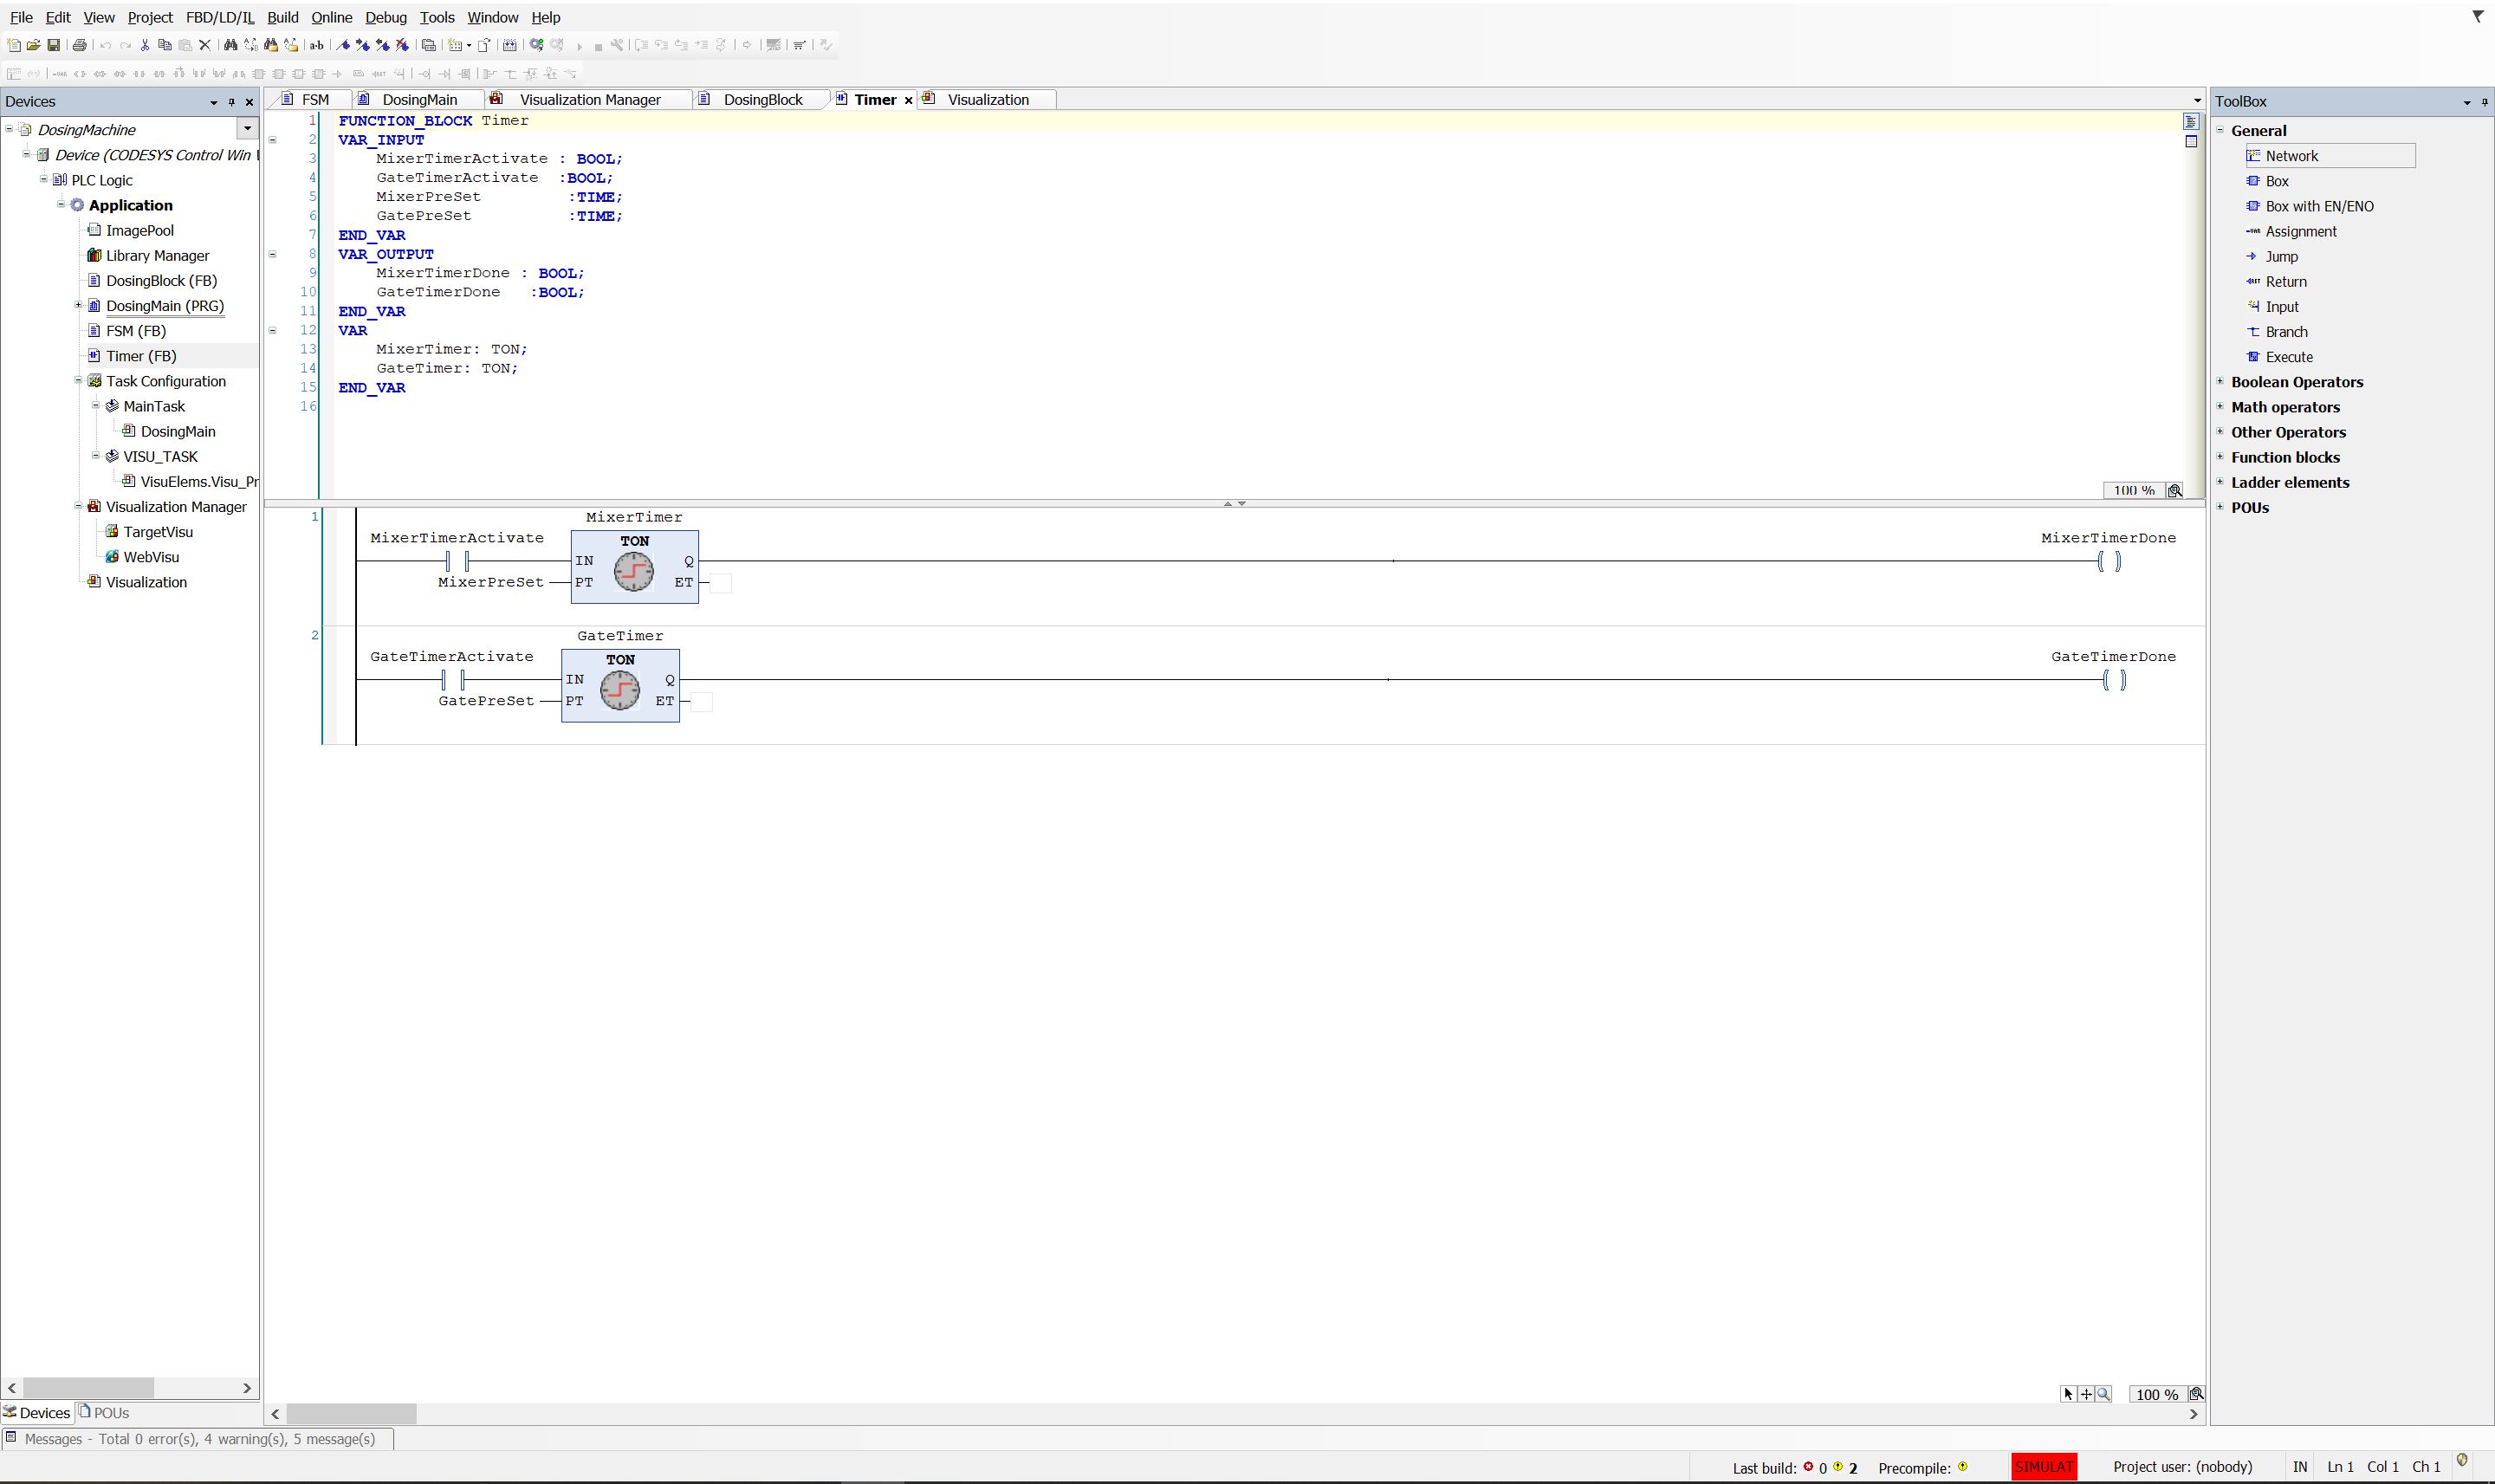 File Edit View Project FBD/LD/IL Build Online Debug Tools Window Help
Devices
DosingMachine
Device (CODESYS Control Win
PLC Logic
Application
ImagePool
Library Manager
DosingBlock (FB)
DosingMain (PRG)
FSM (FB)
Timer (FB)
Task Configuration
MainTask
DosingMain
VISU_TASK
VisuElems.Visu_Pr
Visualization Manager
TargetVisu
WebVisu
Visualization
Devices POUs
FSM DosingMain Visualization Manager DosingBlock Timer Visualization
1 FUNCTION_BLOCK Timer
2 VAR_INPUT
3 MixerTimerActivate : BOOL;
4 GateTimerActivate :BOOL;
5 MixerPreSet :TIME;
6 GatePreSet :TIME;
7 END_VAR
8 VAR_OUTPUT
9 MixerTimerDone : BOOL;
10 GateTimerDone :BOOL;
11 END_VAR
12 VAR
13 MixerTimer: TON;
14 GateTimer: TON;
15 END_VAR
16
100 %
1 MixerTimer
MixerTimerActivate TON MixerTimerDone
IN Q
MixerPreSet PT ET
2 GateTimer
GateTimerActivate TON GateTimerDone
IN Q
GatePreSet PT ET
100 %
ToolBox
General
Network
Box
Box with EN/ENO
Assignment
Jump
Return
Input
Branch
Execute
Boolean Operators
Math operators
Other Operators
Function blocks
Ladder elements
POUs
Messages - Total 0 error(s), 4 warning(s), 5 message(s)
Last build: 0 2 Precompile: SIMULAT Project user: (nobody) IN Ln 1 Col 1 Ch 1